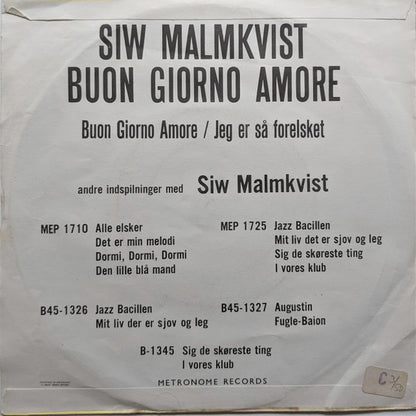 SIW MALMKVIST
BUON GIORNO AMORE
Buon Giorno Amore / Jeg er så forelsket
andre indspilninger med Siw Malmkvist
MEP 1710 Alle elsker
Det er min melodi
Dormi, Dormi, Dormi
Den lille blå mand
MEP 1725 Jazz Bacillen
Mit liv det er sjov og leg
Sig de skøreste ting
I vores klub
B45-1326 Jazz Bacillen
Mit liv der er sjov og leg
B45-1327 Augustin
Fugle-Baion
B-1345 Sig de skøreste ting
I vores klub
METRONOME RECORDS